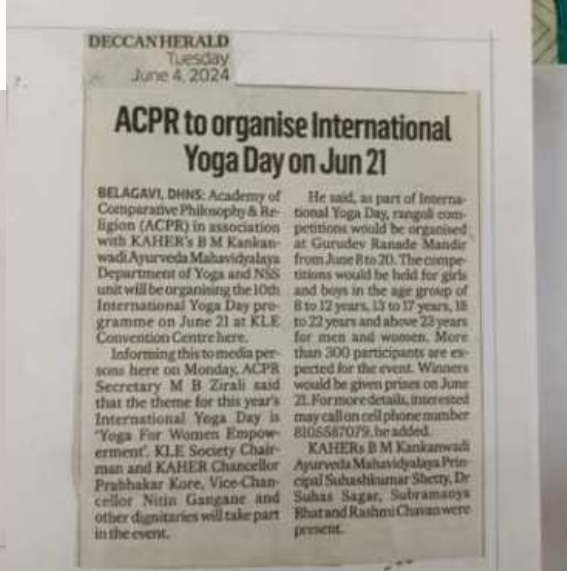 DECCAN HERALD
Tuesday
June 4, 2024
ACPR to organise International
Yoga Day on Jun 21
BELAGAVI, DHNS: Academy of
Comparative Philosophy & Re-
ligion (ACPR) in association
with KAHER's B M Kankan-
wadi Ayurveda Mahavidyalaya
Department of Yoga and NSS
unit will be organising the 10th
International Yoga Day pro-
gramme on June 21 at KLE
Convention Centre here.
Informing this to media per-
sons here on Monday, ACPR
Secretary M B Zirali said
that the theme for this year's
International Yoga Day is
'Yoga For Women Empow-
erment'. KLE Society Chair-
man and KAHER Chancellor
Prabhakar Kore, Vice-Chan-
cellor Nitin Gangane and
other dignitaries will take part
in the event.
He said, as part of Interna-
tional Yoga Day, rangoli com-
petitions would be organised
at Gurudev Ranade Mandir
from June 8 to 20. The compe-
titions would be held for girls
and boys in the age group of
8 to 12 years, 13 to 17 years, 18
to 22 years and above 23 years
for men and women. More
than 300 participants are ex-
pected for the event. Winners
would be given prizes on June
21. For more details, interested
may call on cell phone number
8105587079, he added.
KAHERs B M Kankanwadi
Ayurveda Mahavidyalaya Prin-
cipal Suhashkumar Shetty, Dr
Suhas Sagar, Subramanya
Bhat and Rashmi Chavan were
present.